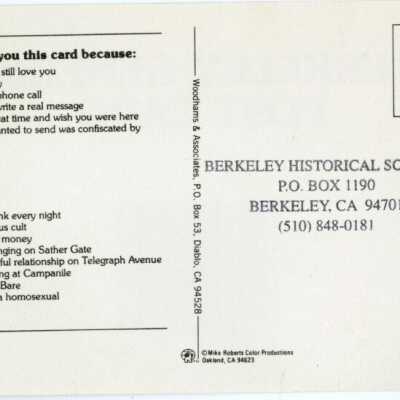 you this card because:
still love you
phone call
write a real message
at time and wish you were here
nted to send was confiscated by
nk every night
us cult
money
nging on Sather Gate
ful relationship on Telegraph Avenue
ng at Campanile
Bare
a homosexual
Woodhams & Associates, P.O. Box 53, Diablo, CA 94528
BERKELEY HISTORICAL SO
P.O. BOX 1190
BERKELEY, CA 94701
(510) 848-0181
©Mike Roberts Color Productions
Oakland, CA 94623